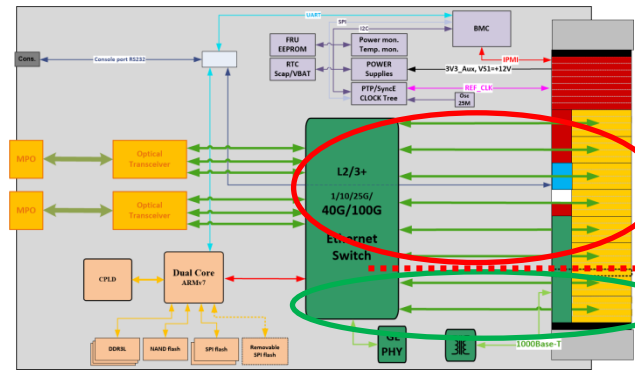 UART
SPI
I2C
BMC
FRU
EEPROM
Power mon.
Temp. mon.
Cons.
Console port RS232
IPMI
RTC
Scap/VBAT
POWER
Supplies
3V3_Aux, VS1=+12V
PTP/SyncE
CLOCK Tree
REF_CLK
Osc
25M
MPO
Optical
Transceiver
L2/3+
1/10/25G/
40G/100G
Ethernet
Switch
MPO
Optical
Transceiver
CPLD
Dual Core
ARMv7
DDR3L
NAND flash
SPI flash
Removable
SPI flash
GE
PHY
1000Base-T